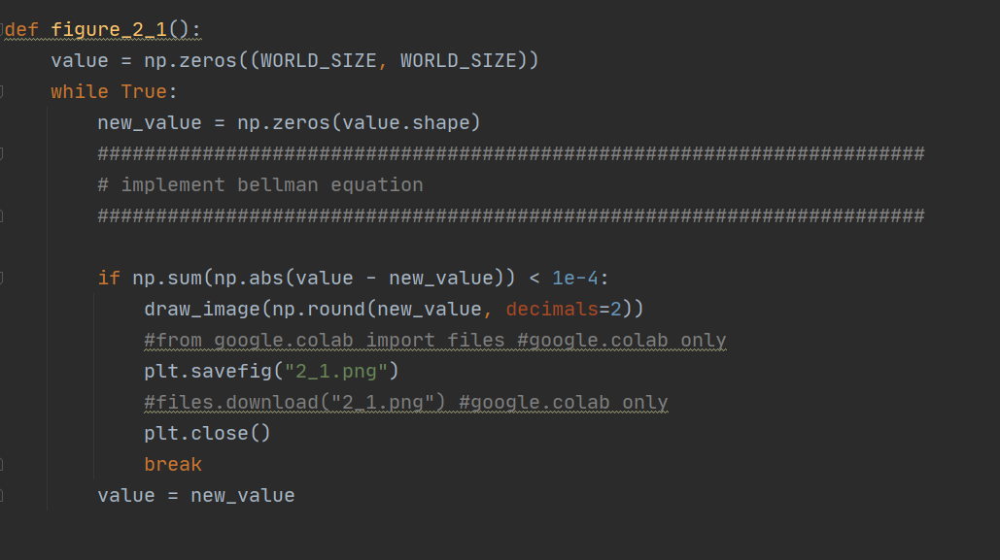 def figure_2_1():
    value = np.zeros((WORLD_SIZE, WORLD_SIZE))
    while True:
        new_value = np.zeros(value.shape)
        #######################################################################
        # implement bellman equation
        #######################################################################
        if np.sum(np.abs(value - new_value)) < 1e-4:
            draw_image(np.round(new_value, decimals=2))
            #from google.colab import files #google.colab only
            plt.savefig("2_1.png")
            #files.download("2_1.png") #google.colab only
            plt.close()
            break
        value = new_value